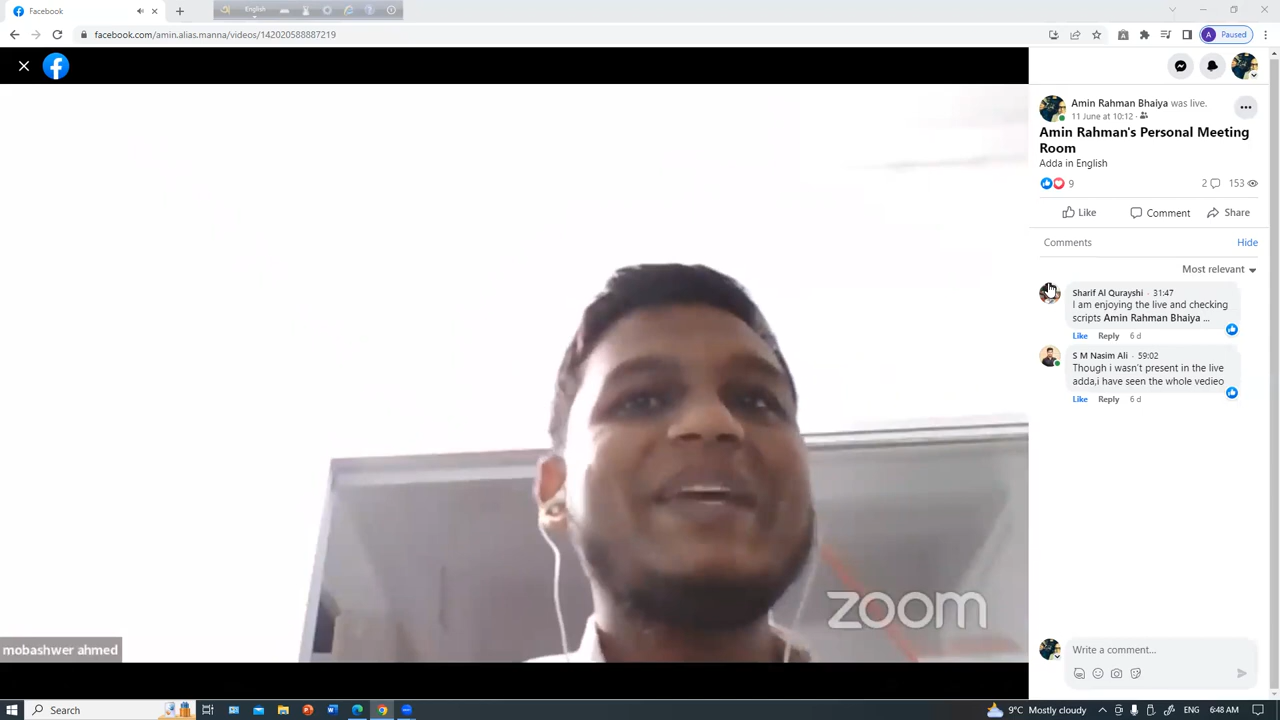 Facebook
English
facebook.com/amin.alias.manna/videos/142020588887219
A Paused
Amin Rahman Bhaiya was live.
11 June at 10:12 ·
Amin Rahman's Personal Meeting
Room
Adda in English
9 2 153
Like Comment Share
Comments Hide
Most relevant
Sharif Al Qurayshi · 31:47
I am enjoying the live and checking
scripts Amin Rahman Bhaiya ...
Like Reply 6 d
S M Nasim Ali · 59:02
Though i wasn't present in the live
adda,i have seen the whole vedieo
Like Reply 6 d
zoom
mobashwer ahmed
Write a comment...
Search
9°C Mostly cloudy
ENG
6:48 AM